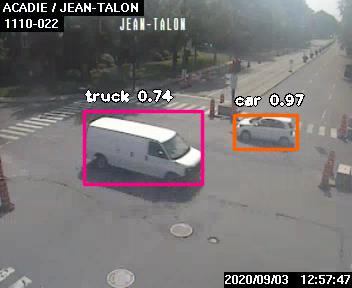 ACADIE / JEAN-TALON
1110-022
JEAN-TALON
truck 0.74
car 0.97
2020/09/03 12:57:47